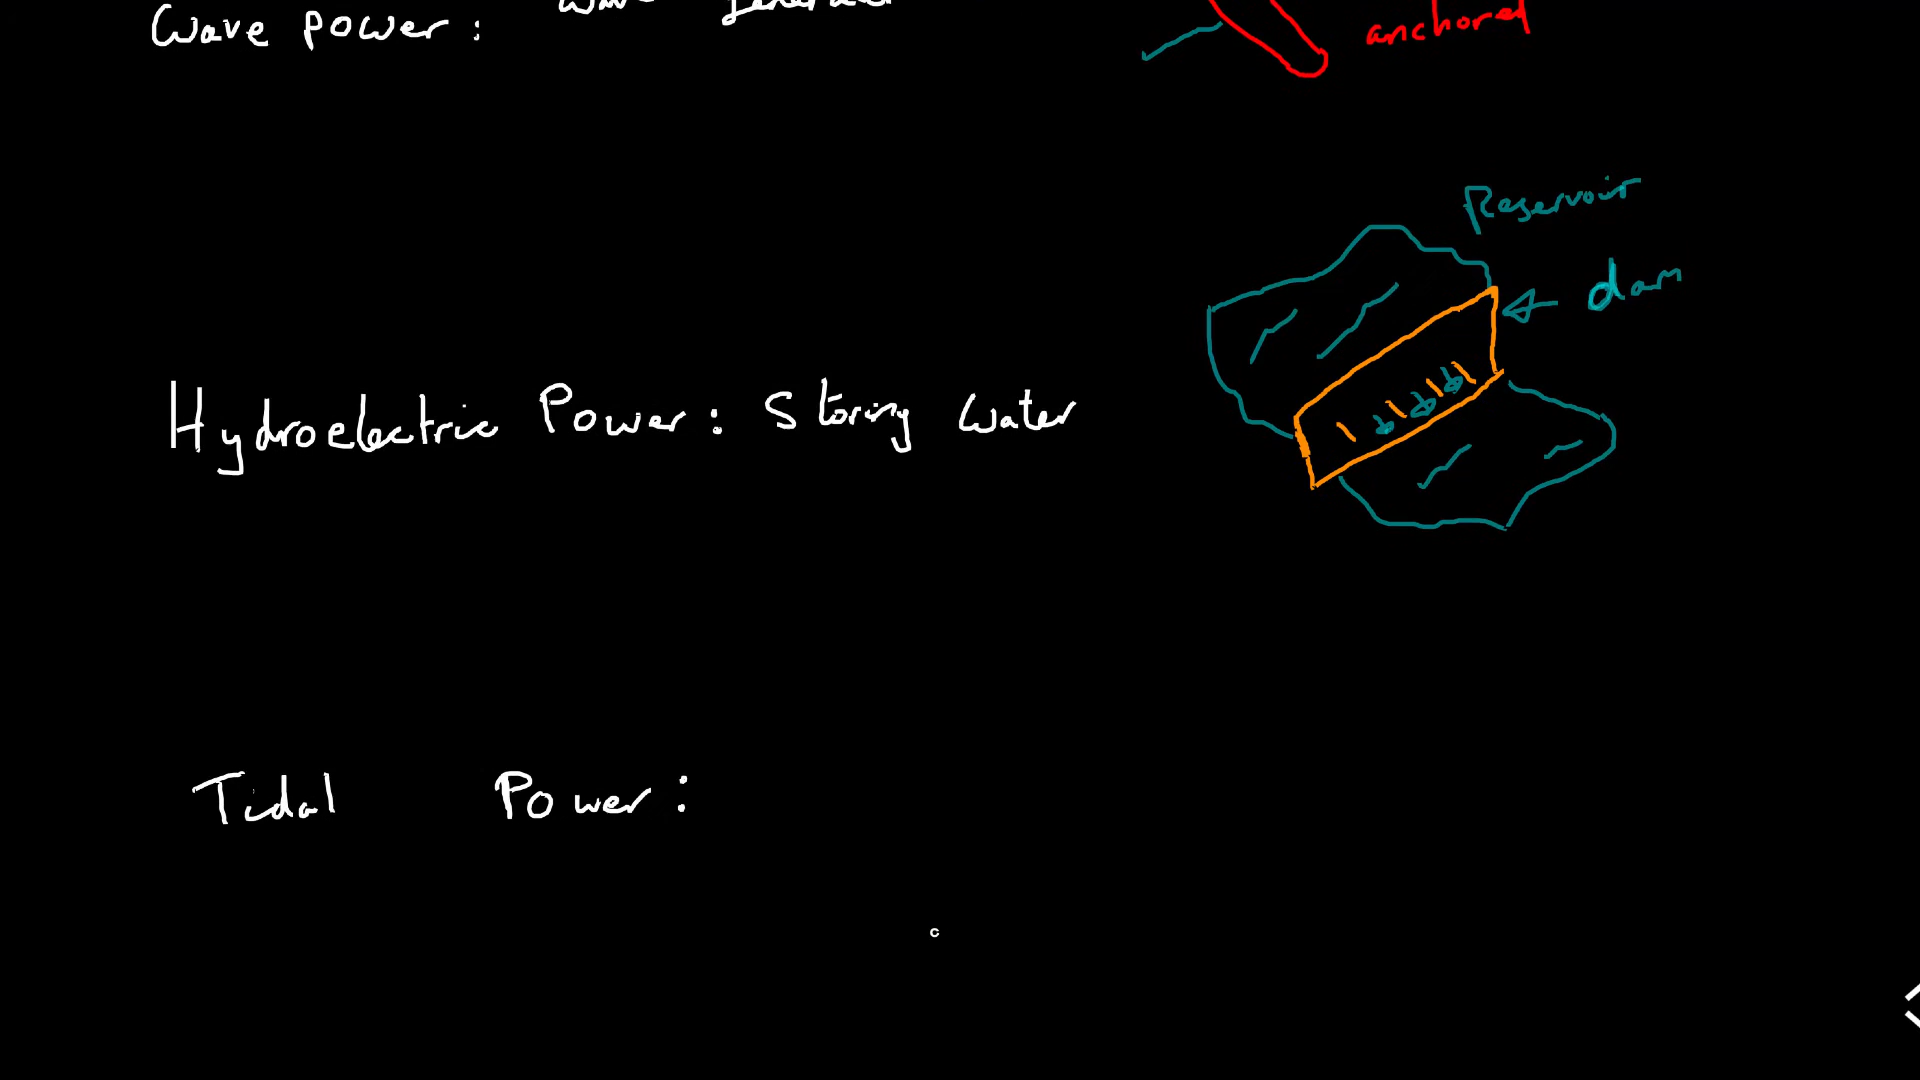 Wave power:
anchored
Reservoir
dam
Hydroelectric Power: Storing Water
Tidal Power: